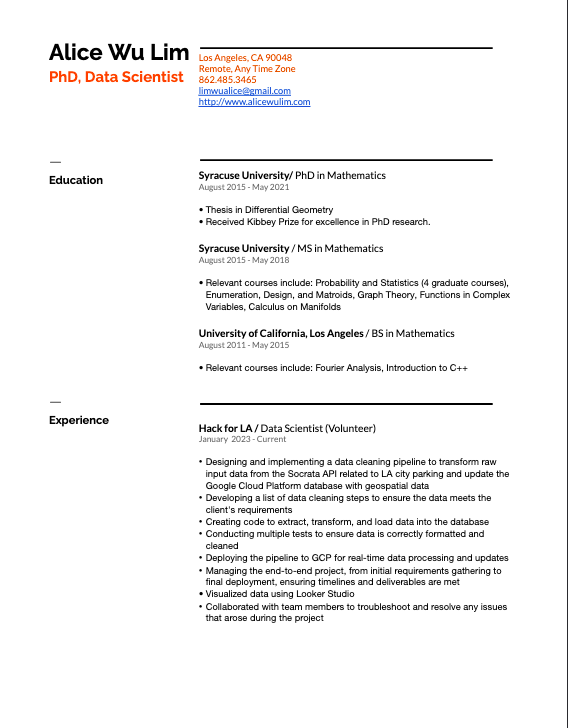 Alice Wu Lim
PhD, Data Scientist
Los Angeles, CA 90048
Remote, Any Time Zone
862.485.3465
limwualice@gmail.com
http://www.alicewulim.com
—
Education
Syracuse University/ PhD in Mathematics
August 2015 - May 2021
• Thesis in Differential Geometry
• Received Kibbey Prize for excellence in PhD research.
Syracuse University / MS in Mathematics
August 2015 - May 2018
• Relevant courses include: Probability and Statistics (4 graduate courses),
Enumeration, Design, and Matroids, Graph Theory, Functions in Complex
Variables, Calculus on Manifolds
University of California, Los Angeles / BS in Mathematics
August 2011 - May 2015
• Relevant courses include: Fourier Analysis, Introduction to C++
—
Experience
Hack for LA / Data Scientist (Volunteer)
January 2023 - Current
• Designing and implementing a data cleaning pipeline to transform raw
input data from the Socrata API related to LA city parking and update the
Google Cloud Platform database with geospatial data
• Developing a list of data cleaning steps to ensure the data meets the
client's requirements
• Creating code to extract, transform, and load data into the database
• Conducting multiple tests to ensure data is correctly formatted and
cleaned
• Deploying the pipeline to GCP for real-time data processing and updates
• Managing the end-to-end project, from initial requirements gathering to
final deployment, ensuring timelines and deliverables are met
• Visualized data using Looker Studio
• Collaborated with team members to troubleshoot and resolve any issues
that arose during the project